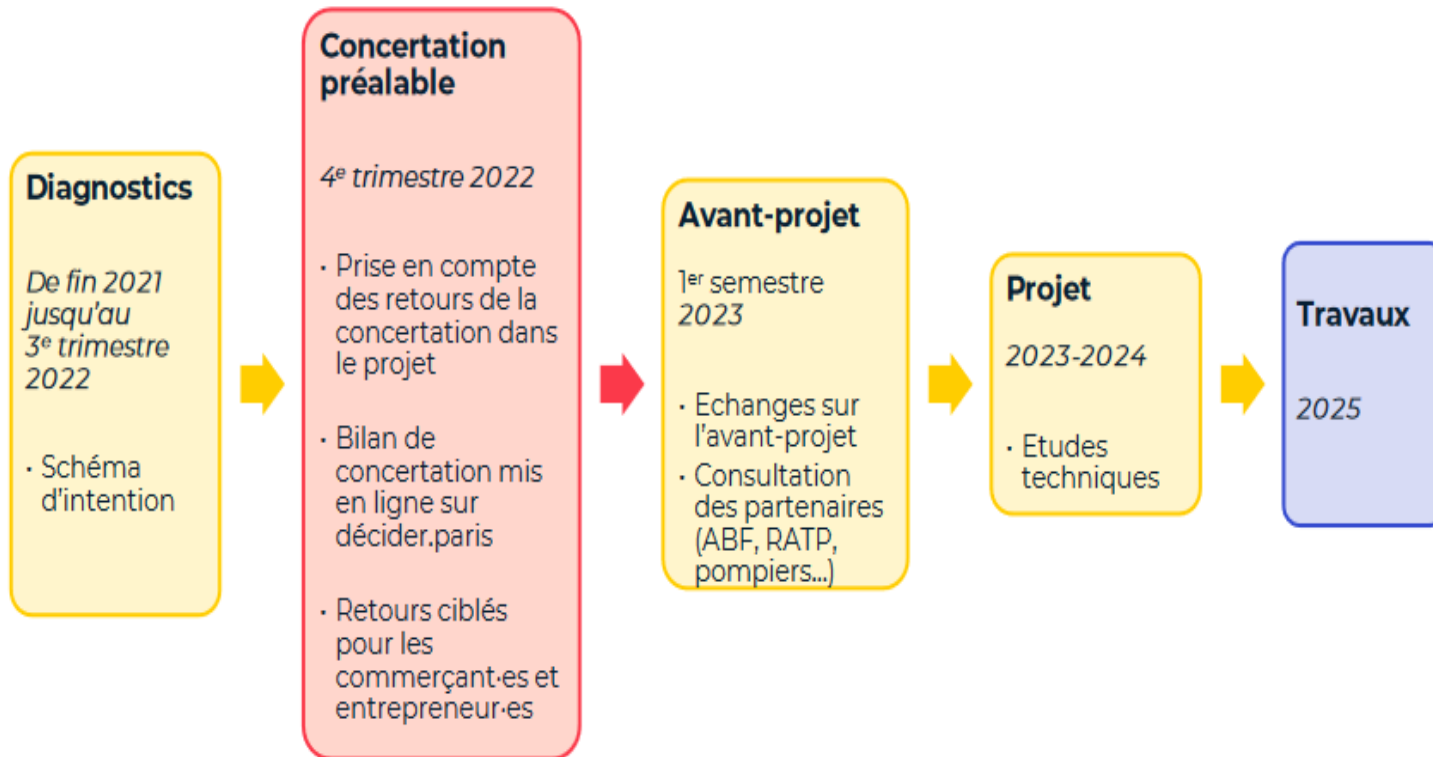 Diagnostics
De fin 2021
jusqu'au
3e trimestre
2022
· Schéma
d'intention
Concertation
préalable
4e trimestre 2022
· Prise en compte
des retours de la
concertation dans
le projet
· Bilan de
concertation mis
en ligne sur
décider.paris
· Retours ciblés
pour les
commerçant·es et
entrepreneur·es
Avant-projet
1er semestre
2023
· Echanges sur
l'avant-projet
· Consultation
des partenaires
(ABF, RATP,
pompiers...)
Projet
2023-2024
· Etudes
techniques
Travaux
2025